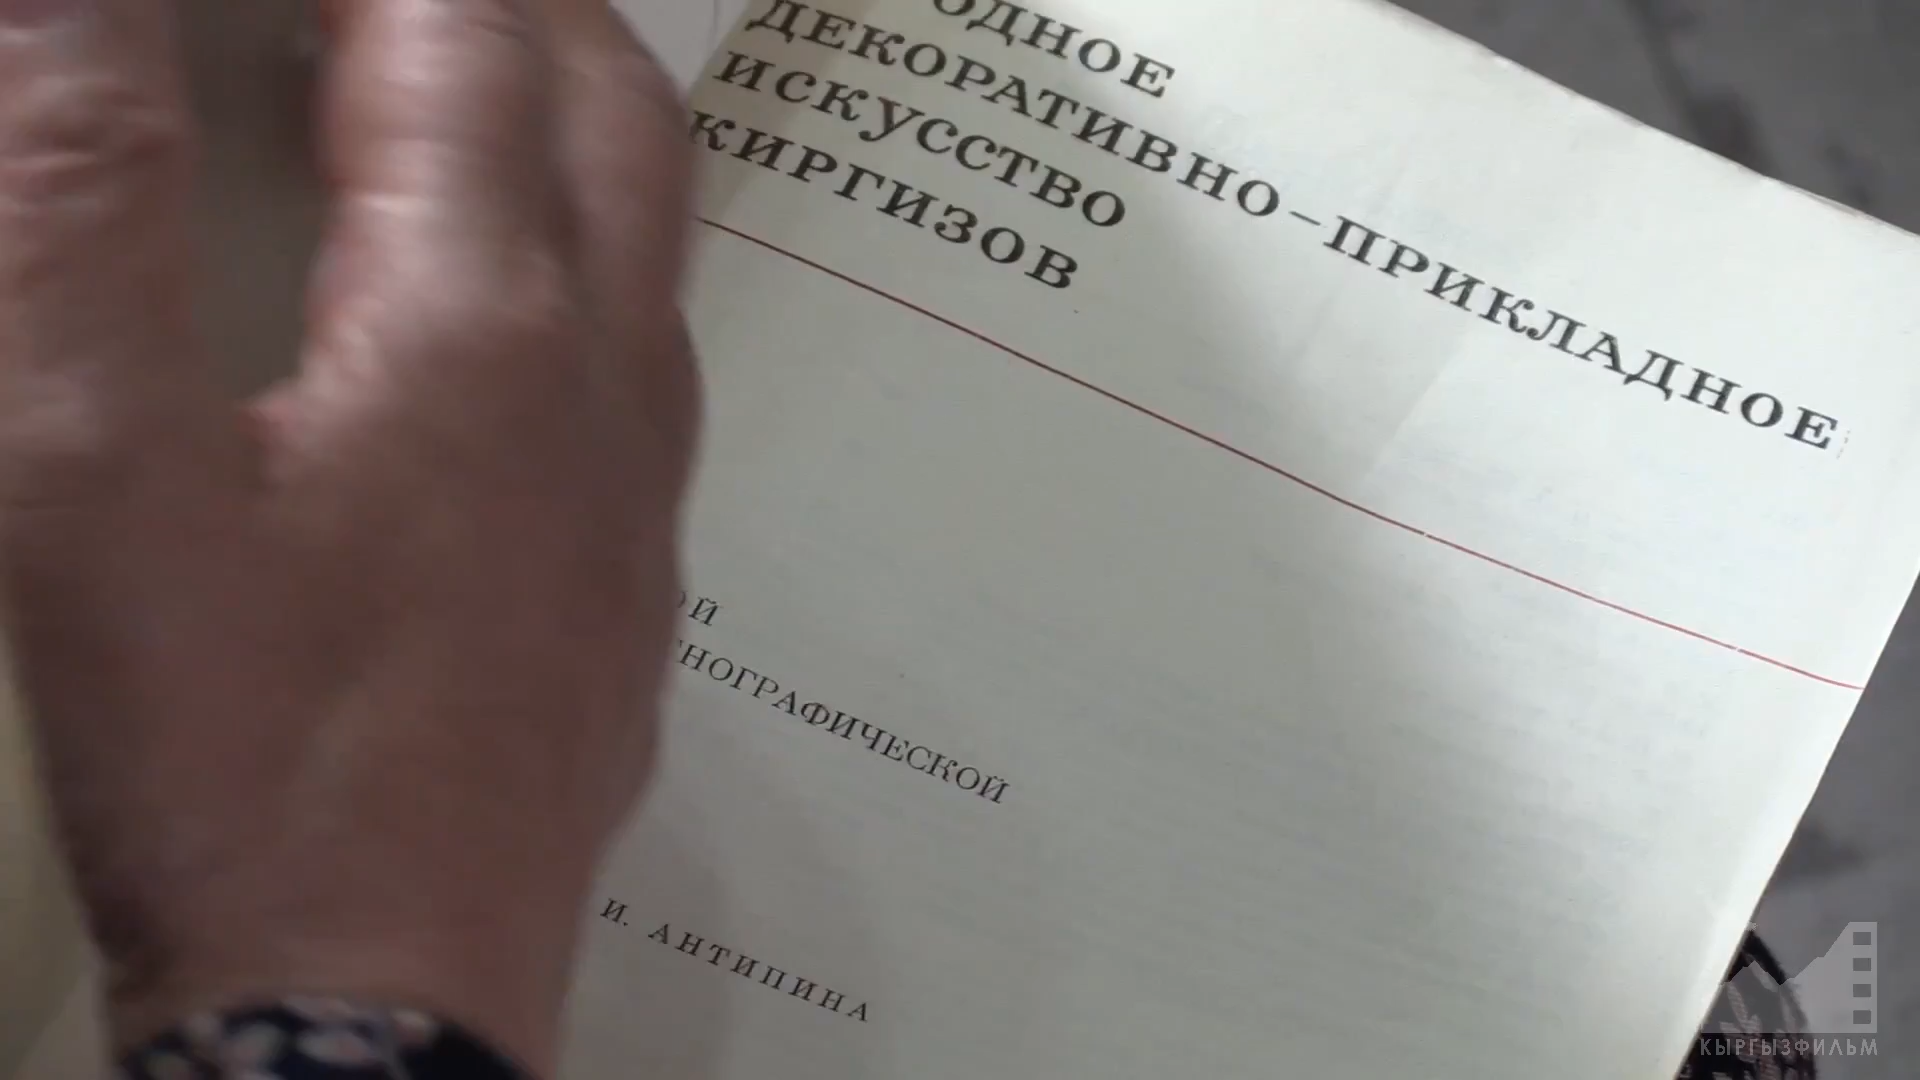 ОДНОЕ
ДЕКОРАТИВНО-ПРИКЛАДНОЕ
ИСКУССТВО
КИРГИЗОВ
ОЙ
НОГРАФИЧЕСКОЙ
И. АНТИПИНА
КЫРГЫЗФИЛЬМ